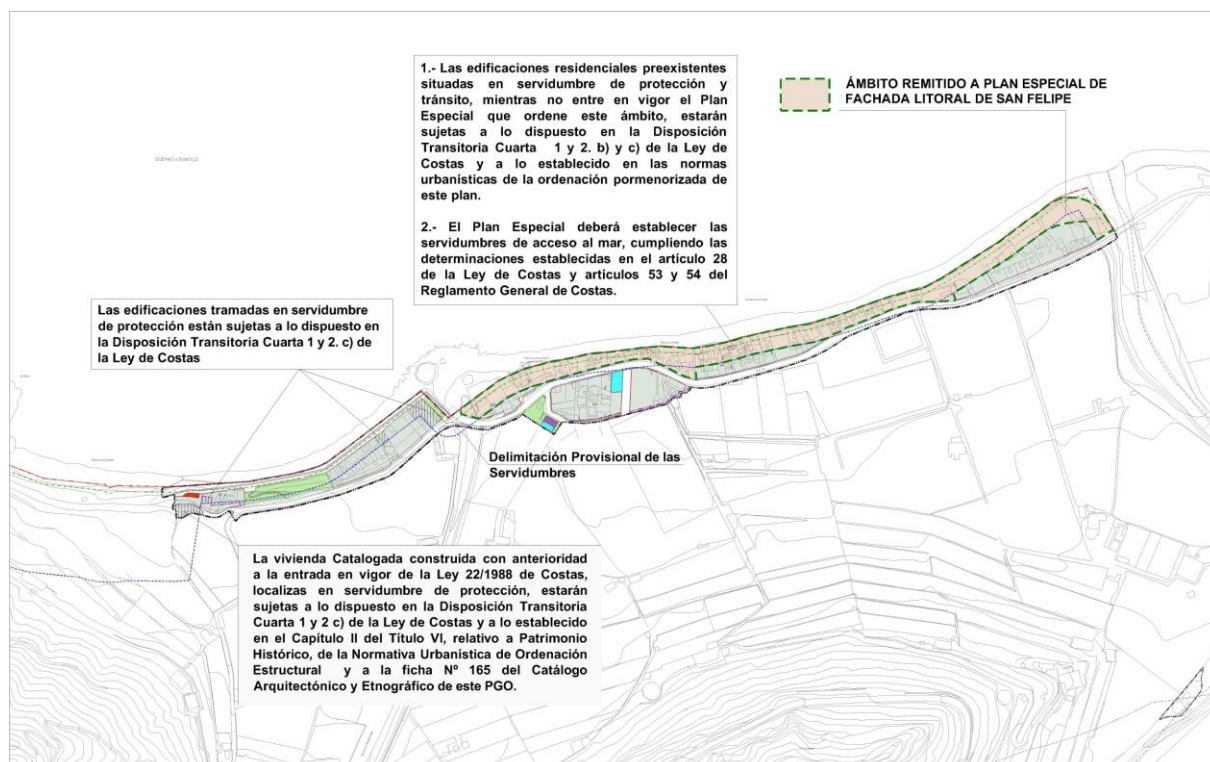 1.- Las edificaciones residenciales preexistentes
situadas en servidumbre de protección y
tránsito, mientras no entre en vigor el Plan
Especial que ordene este ámbito, estarán
sujetas a lo dispuesto en la Disposición
Transitoria Cuarta 1 y 2. b) y c) de la Ley de
Costas y a lo establecido en las normas
urbanísticas de la ordenación pormenorizada de
este plan.
2.- El Plan Especial deberá establecer las
servidumbres de acceso al mar, cumpliendo las
determinaciones establecidas en el artículo 28
de la Ley de Costas y artículos 53 y 54 del
Reglamento General de Costas.
ÁMBITO REMITIDO A PLAN ESPECIAL DE
FACHADA LITORAL DE SAN FELIPE
OCÉANO ATLÁNTICO
Las edificaciones tramadas en servidumbre
de protección están sujetas a lo dispuesto en
la Disposición Transitoria Cuarta 1 y 2. c) de
la Ley de Costas
Delimitación Provisional de las
Servidumbres
La vivienda Catalogada construida con anterioridad
a la entrada en vigor de la Ley 22/1988 de Costas,
localizas en servidumbre de protección, estarán
sujetas a lo dispuesto en la Disposición Transitoria
Cuarta 1 y 2 c) de la Ley de Costas y a lo establecido
en el Capítulo II del Título VI, relativo a Patrimonio
Histórico, de la Normativa Urbanística de Ordenación
Estructural y a la ficha Nº 165 del Catálogo
Arquitectónico y Etnográfico de este PGO.